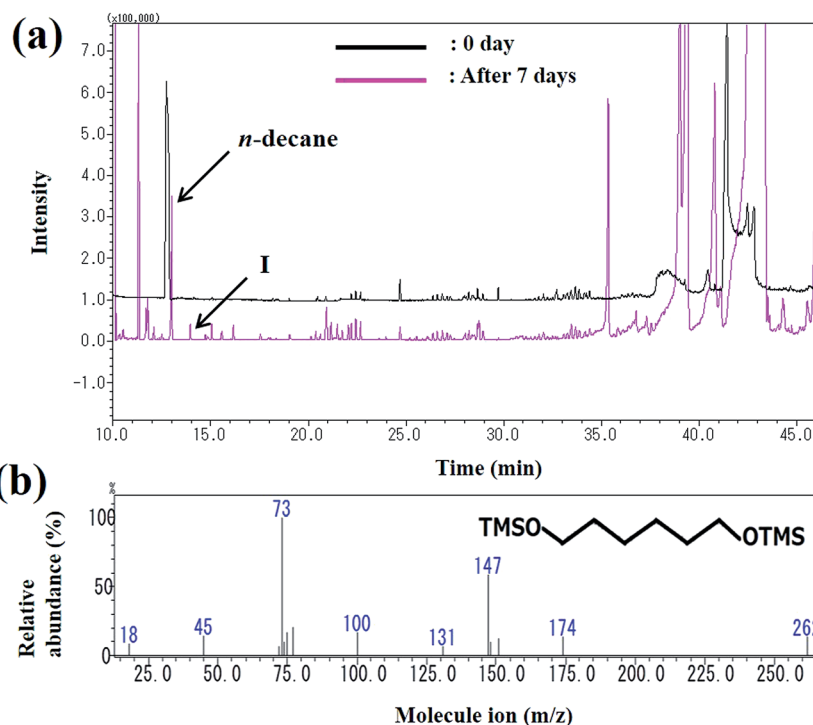 (a)
(x100,000)
: 0 day
: After 7 days
n-decane
I
Intensity
7.0
6.0
5.0
4.0
3.0
2.0
1.0
0.0
-1.0
10.0 15.0 20.0 25.0 30.0 35.0 40.0 45.0
Time (min)
(b)
%
Relative
abundance (%)
100
50
0
73
147
18
45
100
131
174
262
TMSO
OTMS
25.0 50.0 75.0 100.0 125.0 150.0 175.0 200.0 225.0 250.0
Molecule ion (m/z)